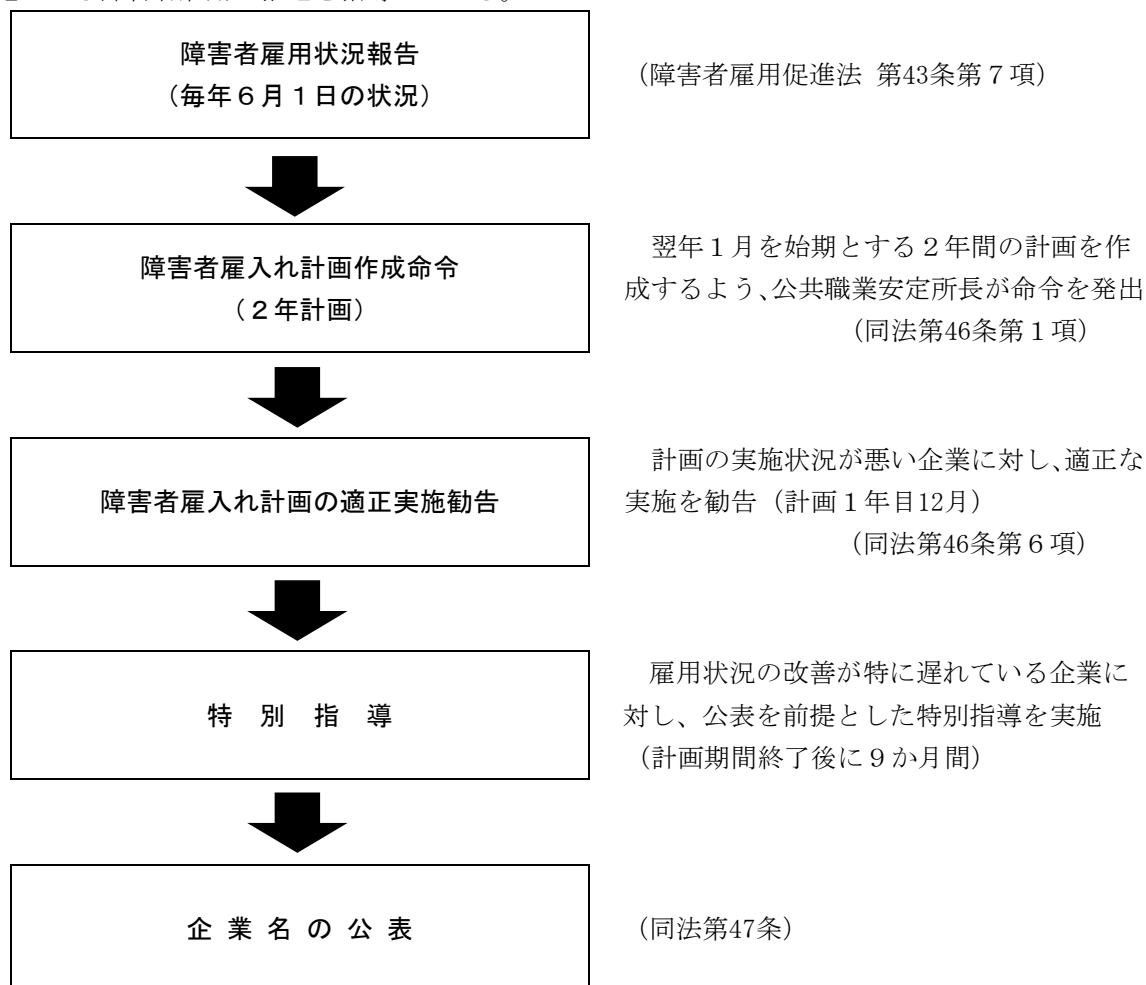 障害者雇用状況報告
（毎年６月１日の状況）
（障害者雇用促進法 第43条第７項）
障害者雇入れ計画作成命令
（２年計画）
翌年１月を始期とする２年間の計画を作
成するよう、公共職業安定所長が命令を発出
（同法第46条第１項）
障害者雇入れ計画の適正実施勧告
計画の実施状況が悪い企業に対し、適正な
実施を勧告（計画１年目12月）
（同法第46条第６項）
特 別 指 導
雇用状況の改善が特に遅れている企業に
対し、公表を前提とした特別指導を実施
（計画期間終了後に９か月間）
企 業 名 の 公 表
（同法第47条）